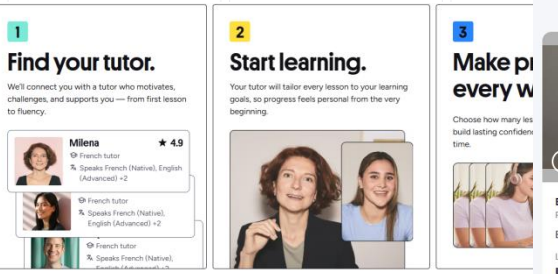 1
Find your tutor.
We'll connect you with a tutor who motivates,
challenges, and supports you — from first lesson
to fluency.
Milena ★ 4.9
French tutor
Speaks French (Native), English
(Advanced) +2
French tutor
Speaks French (Native),
English (Advanced) +2
French tutor
Speaks French (Native),
English (Advanced) +2
2
Start learning.
Your tutor will tailor every lesson to your learning
goals, so progress feels personal from the very
beginning.
3
Make
every
Choose how many
build lasting
time.